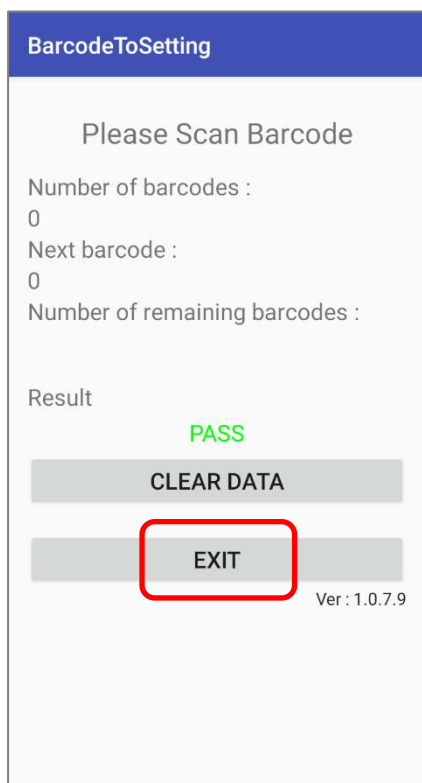 BarcodeToSetting
Please Scan Barcode
Number of barcodes :
0
Next barcode :
0
Number of remaining barcodes :
Result
PASS
CLEAR DATA
EXIT
Ver : 1.0.7.9